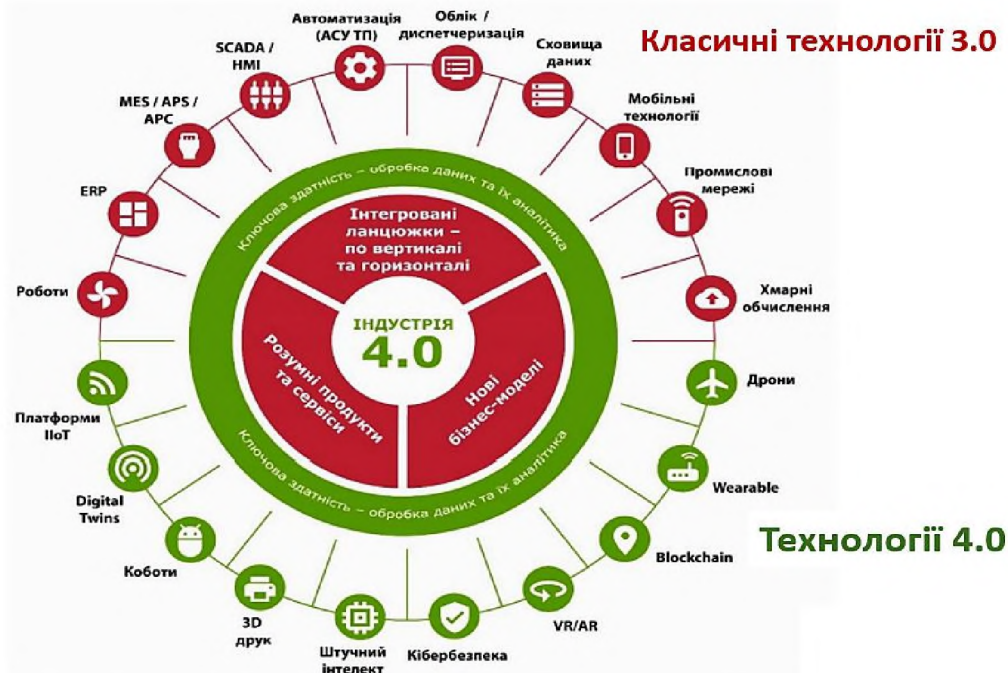 Класичні технології 3.0
Автоматизація
(АСУ ТП)
Облік /
диспетчеризація
Сховища
даних
Мобільні
технології
Промислові
мережі
Хмарні
обчислення
SCADA /
HMI
MES / APS /
APC
ERP
Роботи
Ключова здатність – обробка даних та їх аналітика
Інтегровані
ланцюжки –
по вертикалі
та горизонталі
ІНДУСТРІЯ
4.0
Розумні продукти
та сервіси
Нові
бізнес-моделі
Ключова здатність – обробка даних та їх аналітика
Платформи
IIoT
Digital
Twins
Коботи
3D
друк
Штучний
інтелект
Кібербезпека
VR/AR
Blockchain
Wearable
Дрони
Технології 4.0